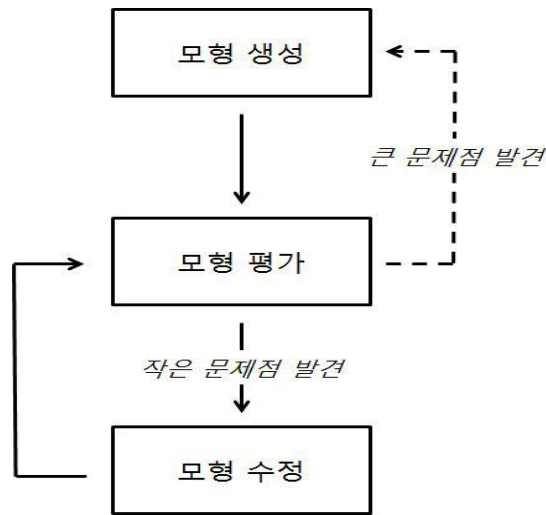 모형 생성
큰 문제점 발견
모형 평가
작은 문제점 발견
모형 수정